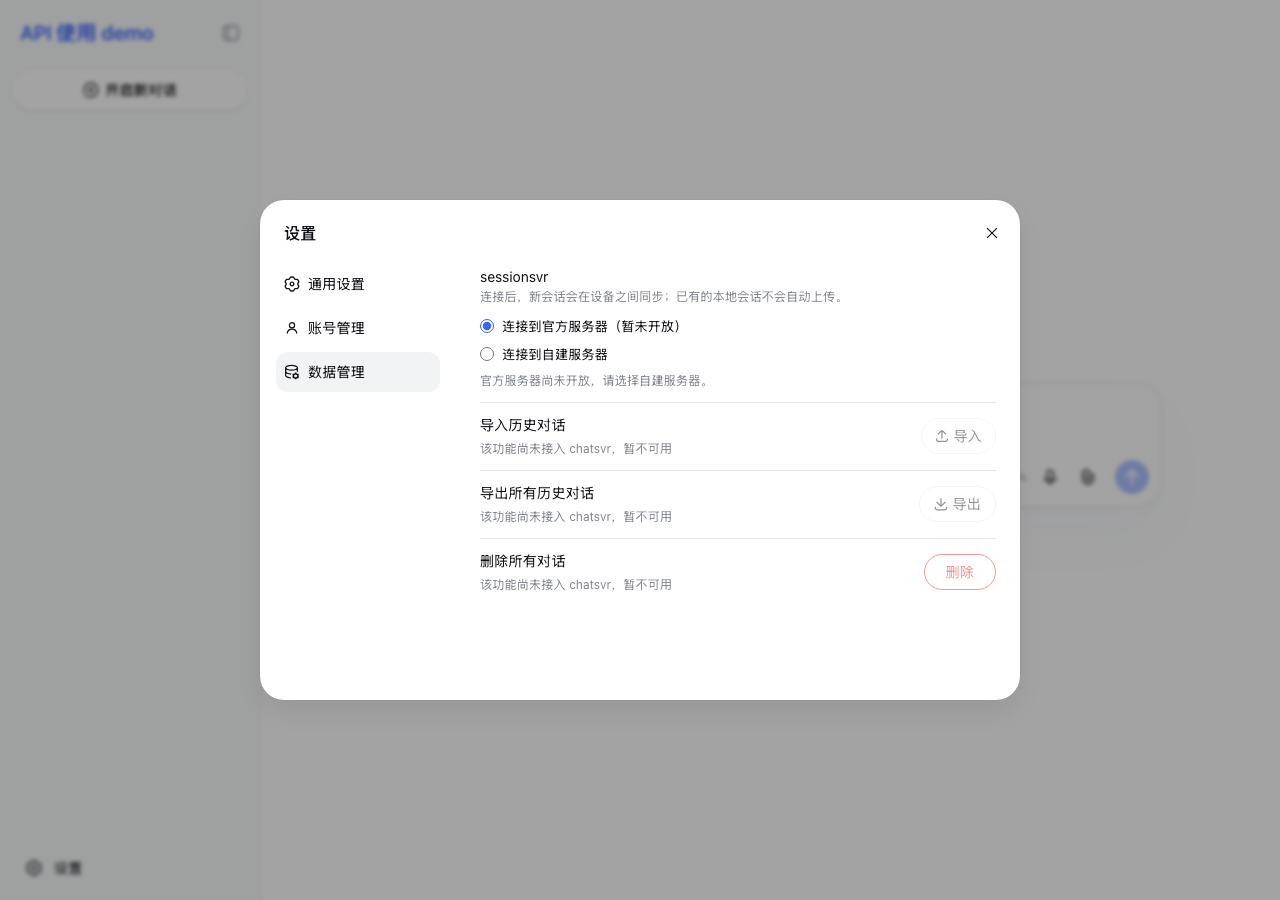 API 使用 demo
开启新对话
设置
通用设置
账号管理
数据管理
sessionsvr
连接后，新会话会在设备之间同步；已有的本地会话不会自动上传。
连接到官方服务器（暂未开放）
连接到自建服务器
官方服务器尚未开放，请选择自建服务器。
导入历史对话
该功能尚未接入 chatsvr，暂不可用
导入
导出所有历史对话
该功能尚未接入 chatsvr，暂不可用
导出
删除所有对话
该功能尚未接入 chatsvr，暂不可用
删除
设置